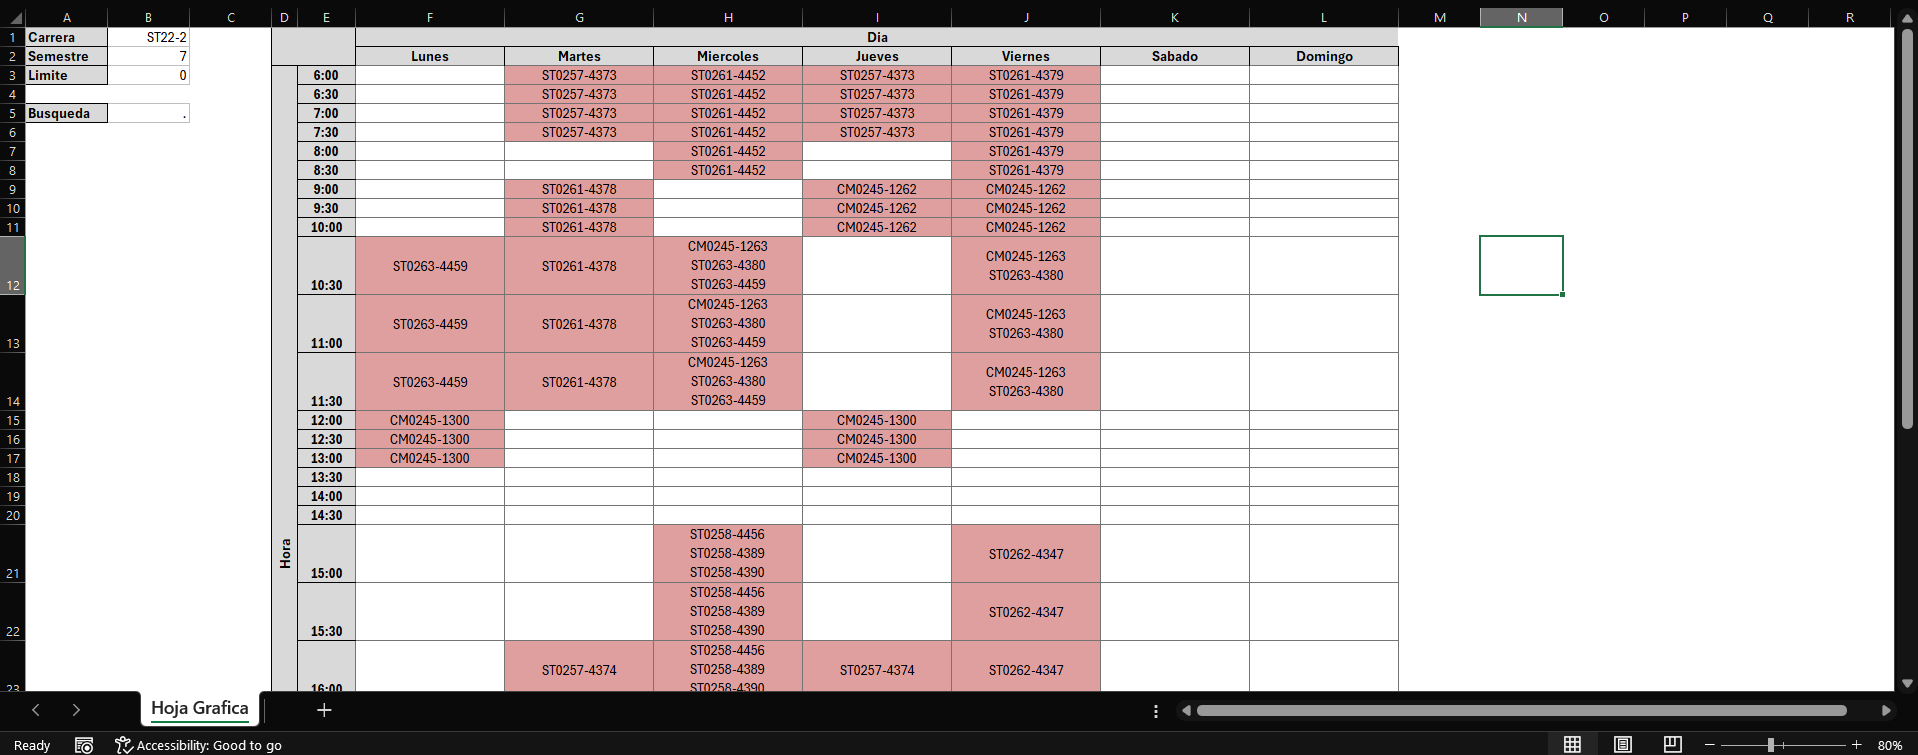 A B C D E F G H I J K L M N O P Q R
1 Carrera ST22-2 Dia
2 Semestre 7 Lunes Martes Miercoles Jueves Viernes Sabado Domingo
3 Limite 0 6:00 ST0257-4373 ST0261-4452 ST0257-4373 ST0261-4379
4 6:30 ST0257-4373 ST0261-4452 ST0257-4373 ST0261-4379
5 Busqueda . 7:00 ST0257-4373 ST0261-4452 ST0257-4373 ST0261-4379
6 7:30 ST0257-4373 ST0261-4452 ST0257-4373 ST0261-4379
7 8:00 ST0261-4452 ST0261-4379
8 8:30 ST0261-4452 ST0261-4379
9 9:00 ST0261-4378 CM0245-1262 CM0245-1262
10 9:30 ST0261-4378 CM0245-1262 CM0245-1262
11 10:00 ST0261-4378 CM0245-1262 CM0245-1262
CM0245-1263 CM0245-1263
ST0263-4459 ST0261-4378 ST0263-4380 ST0263-4380
12 10:30 ST0263-4459
CM0245-1263 CM0245-1263
ST0263-4459 ST0261-4378 ST0263-4380 ST0263-4380
13 11:00 ST0263-4459
CM0245-1263 CM0245-1263
ST0263-4459 ST0261-4378 ST0263-4380 ST0263-4380
14 11:30 ST0263-4459
15 12:00 CM0245-1300 CM0245-1300
16 12:30 CM0245-1300 CM0245-1300
17 13:00 CM0245-1300 CM0245-1300
18 13:30
19 14:00
20 14:30
Hora
ST0258-4456
ST0258-4389 ST0262-4347
21 15:00 ST0258-4390
ST0258-4456
ST0258-4389 ST0262-4347
22 15:30 ST0258-4390
ST0258-4456
ST0257-4374 ST0258-4389 ST0257-4374 ST0262-4347
23 16:00 ST0258-4390
Hoja Grafica
Ready Accessibility: Good to go 80%